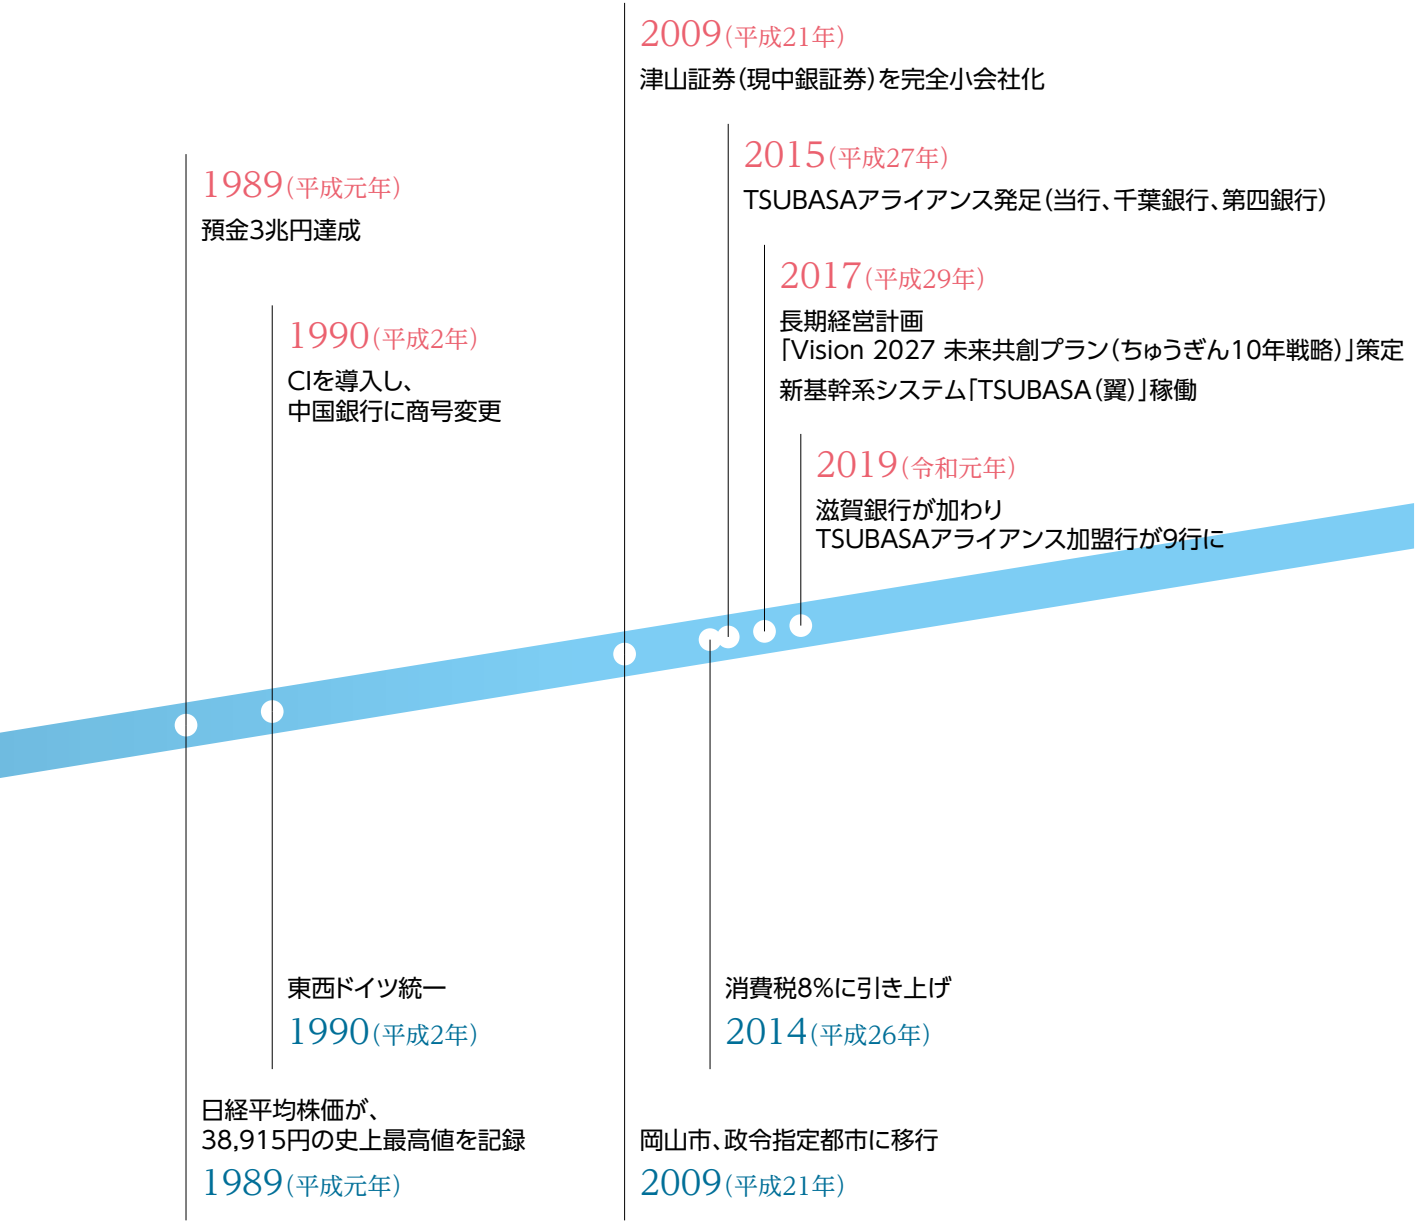 1989(平成元年)
預金3兆円達成
1990(平成2年)
CIを導入し、
中国銀行に商号変更
2009(平成21年)
津山証券(現中銀証券)を完全小会社化
2015(平成27年)
TSUBASAアライアンス発足(当行、千葉銀行、第四銀行)
2017(平成29年)
長期経営計画
「Vision 2027 未来共創プラン(ちゅうぎん10年戦略)」策定
新基幹系システム「TSUBASA(翼)」稼働
2019(令和元年)
滋賀銀行が加わり
TSUBASAアライアンス加盟行が9行に
東西ドイツ統一
1990(平成2年)
日経平均株価が、
38,915円の史上最高値を記録
1989(平成元年)
消費税8%に引き上げ
2014(平成26年)
岡山市、政令指定都市に移行
2009(平成21年)